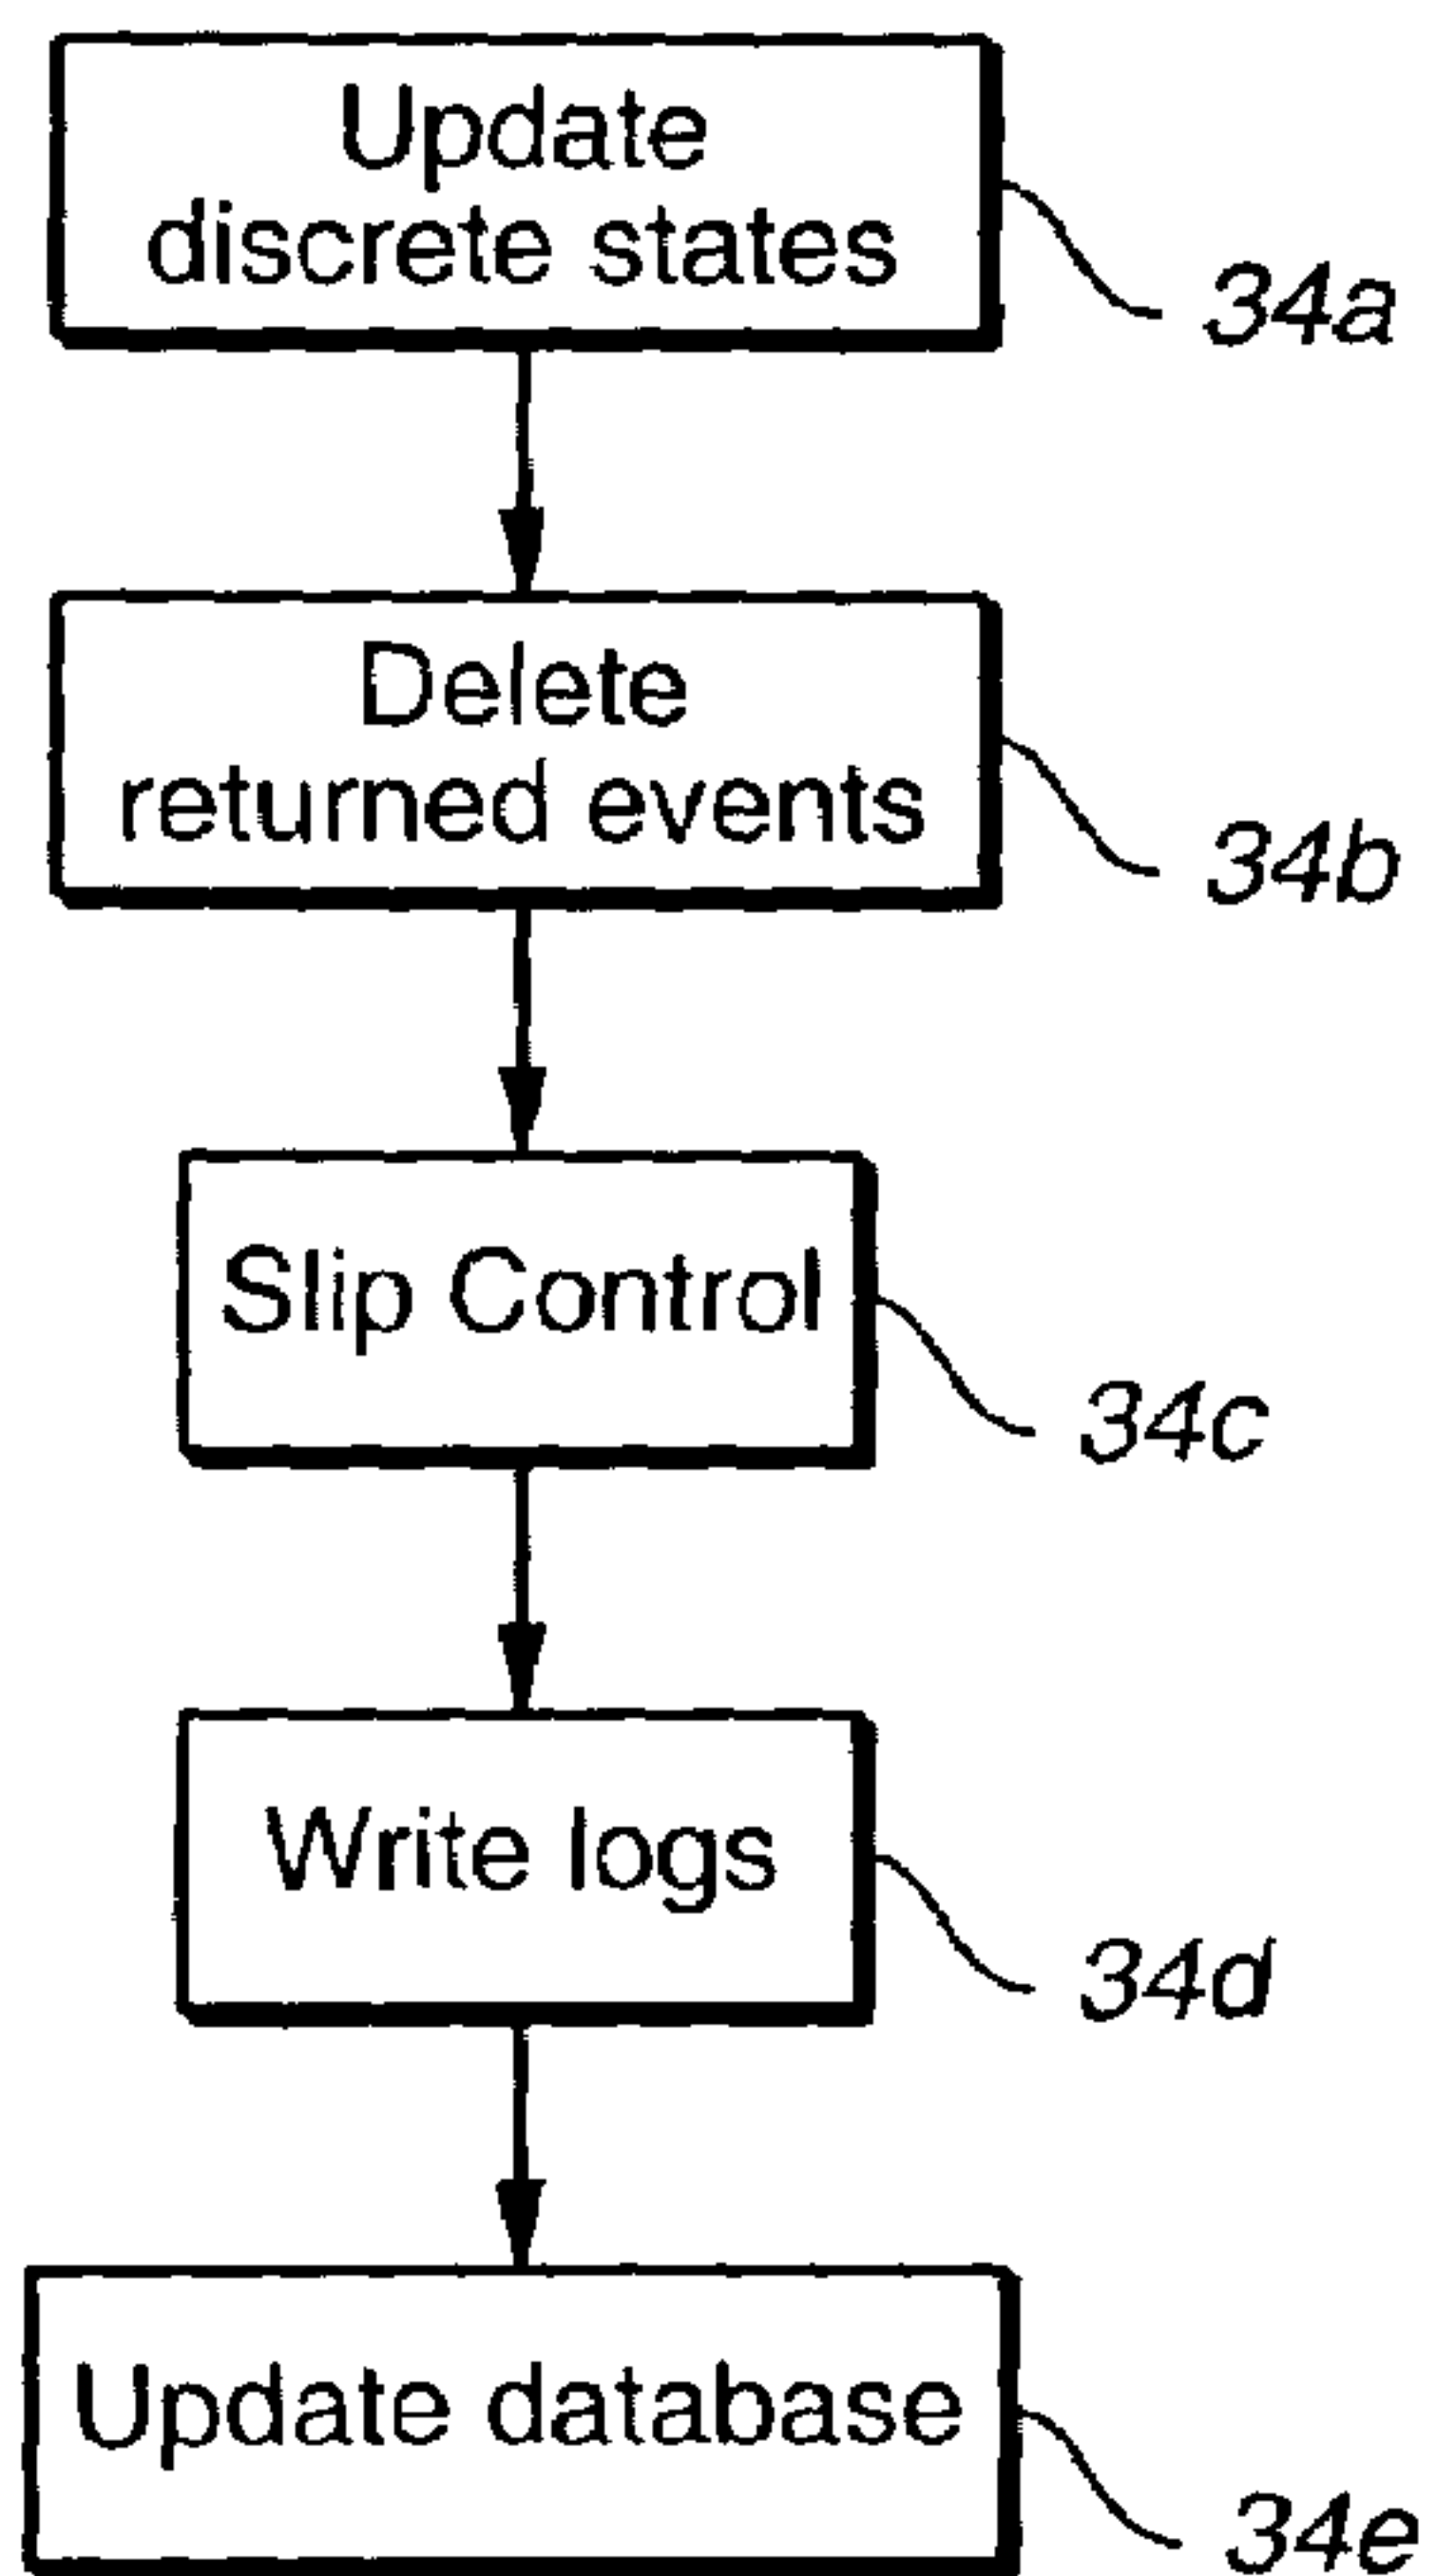 Update
discrete states
34a
Delete
returned events
34b
Slip Control
34c
Write logs
34d
Update database
34e